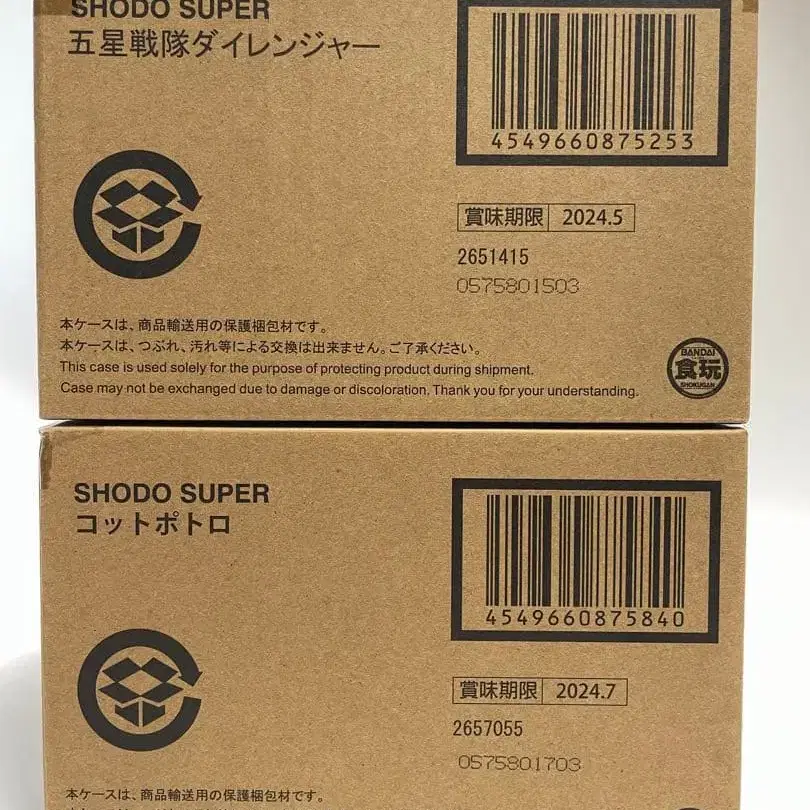 SHODO SUPER
五星戦隊ダイレンジャー
4549660875253
賞味期限 2024.5
2651415
0575801503
本ケースは、商品輸送用の保護梱包材です。
本ケースは、つぶれ、汚れ等による交換は出来ません。ご了承ください。
This case is used solely for the purpose of protecting product during shipment.
Case may not be exchanged due to damage or discoloration. Thank you for your understanding.
BANDAI
食玩
SHOKUGAN
SHODO SUPER
コットポトロ
4549660875840
賞味期限 2024.7
2657055
0575801703
本ケースは、商品輸送用の保護梱包材です。